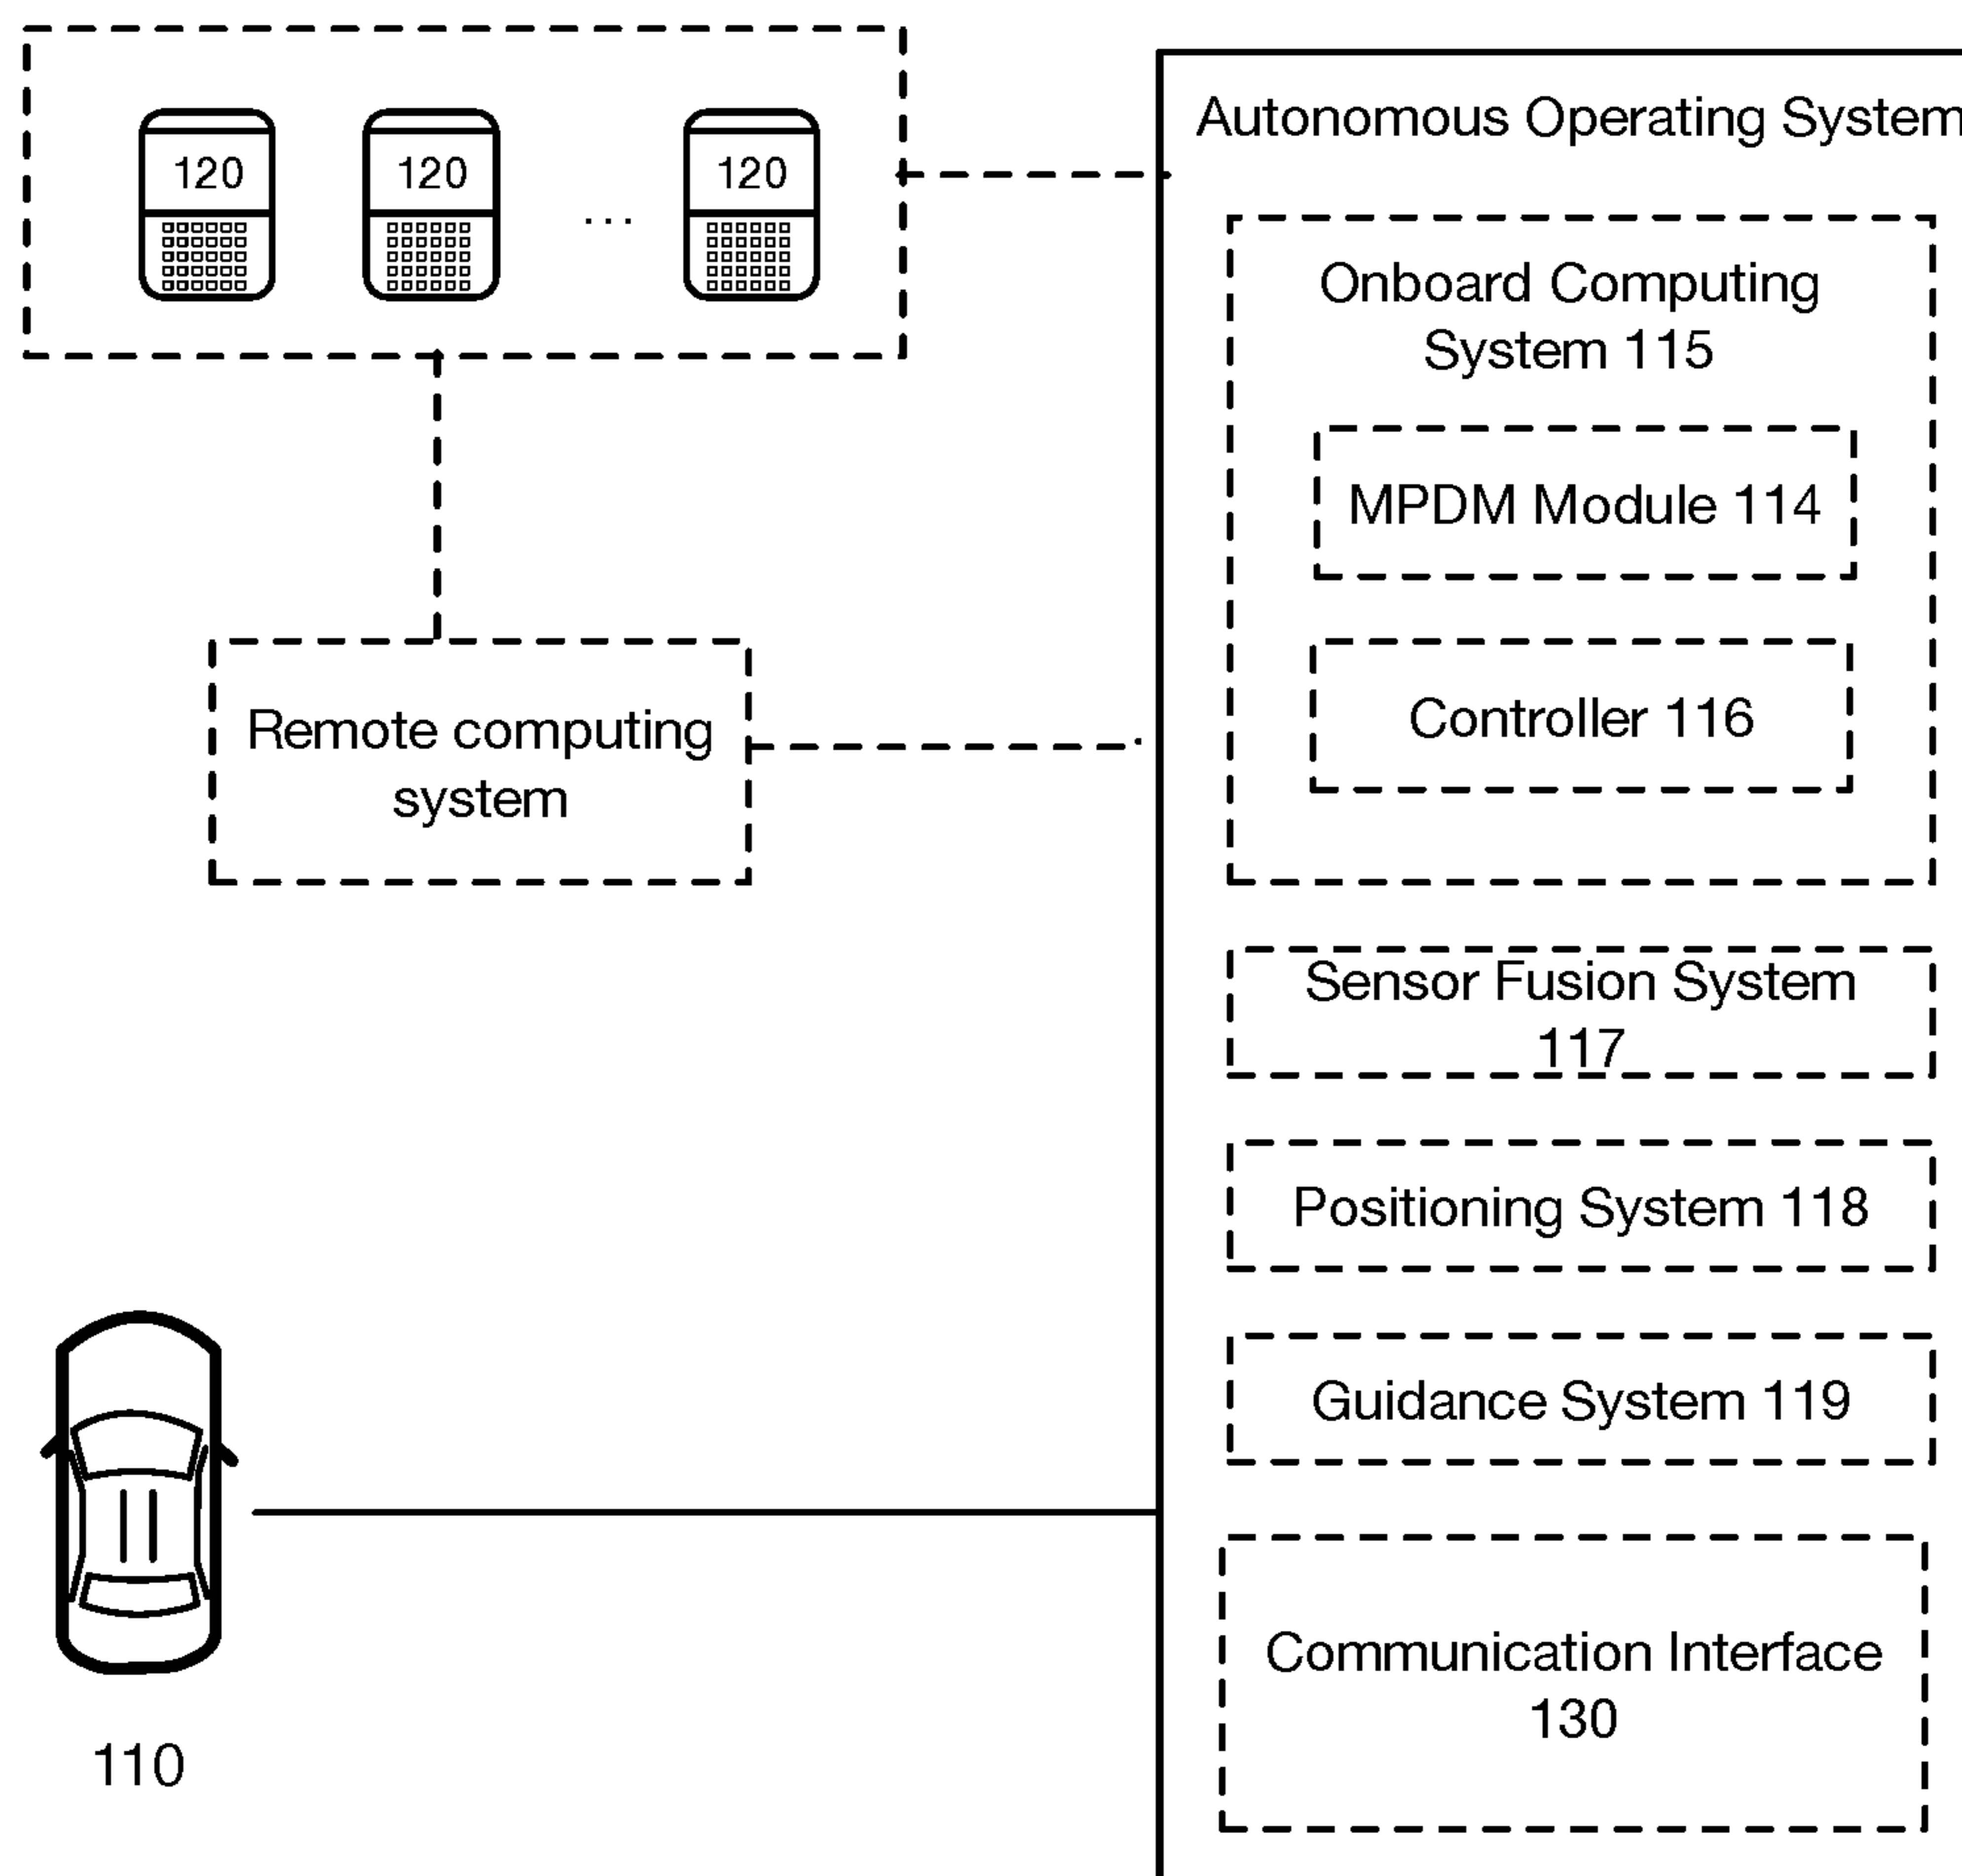 120
120
...
120
Autonomous Operating System
Onboard Computing
System 115
MPDM Module 114
Controller 116
Remote computing
system
Sensor Fusion System
117
Positioning System 118
Guidance System 119
Communication Interface
130
110